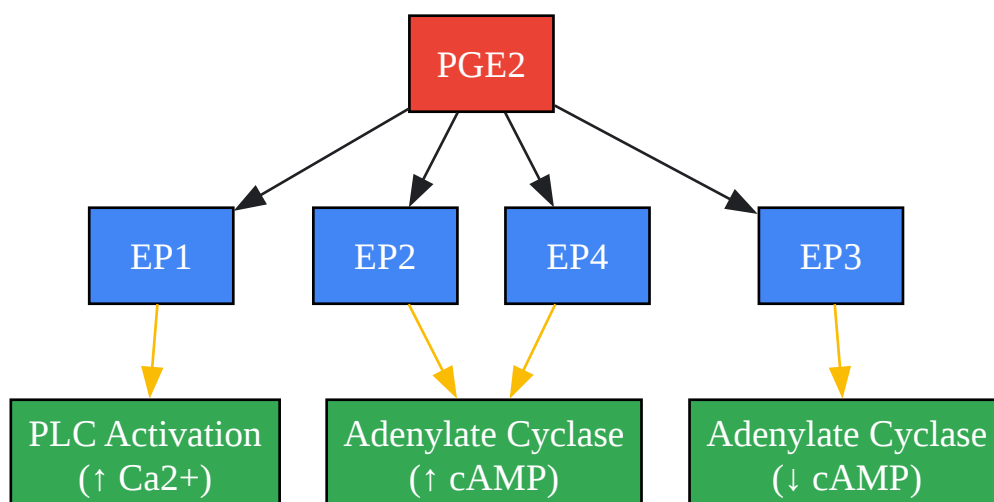 PGE2
EP1
EP2
EP4
EP3
PLC Activation
(↑ Ca2+)
Adenylate Cyclase
(↑ cAMP)
Adenylate Cyclase
(↓ cAMP)